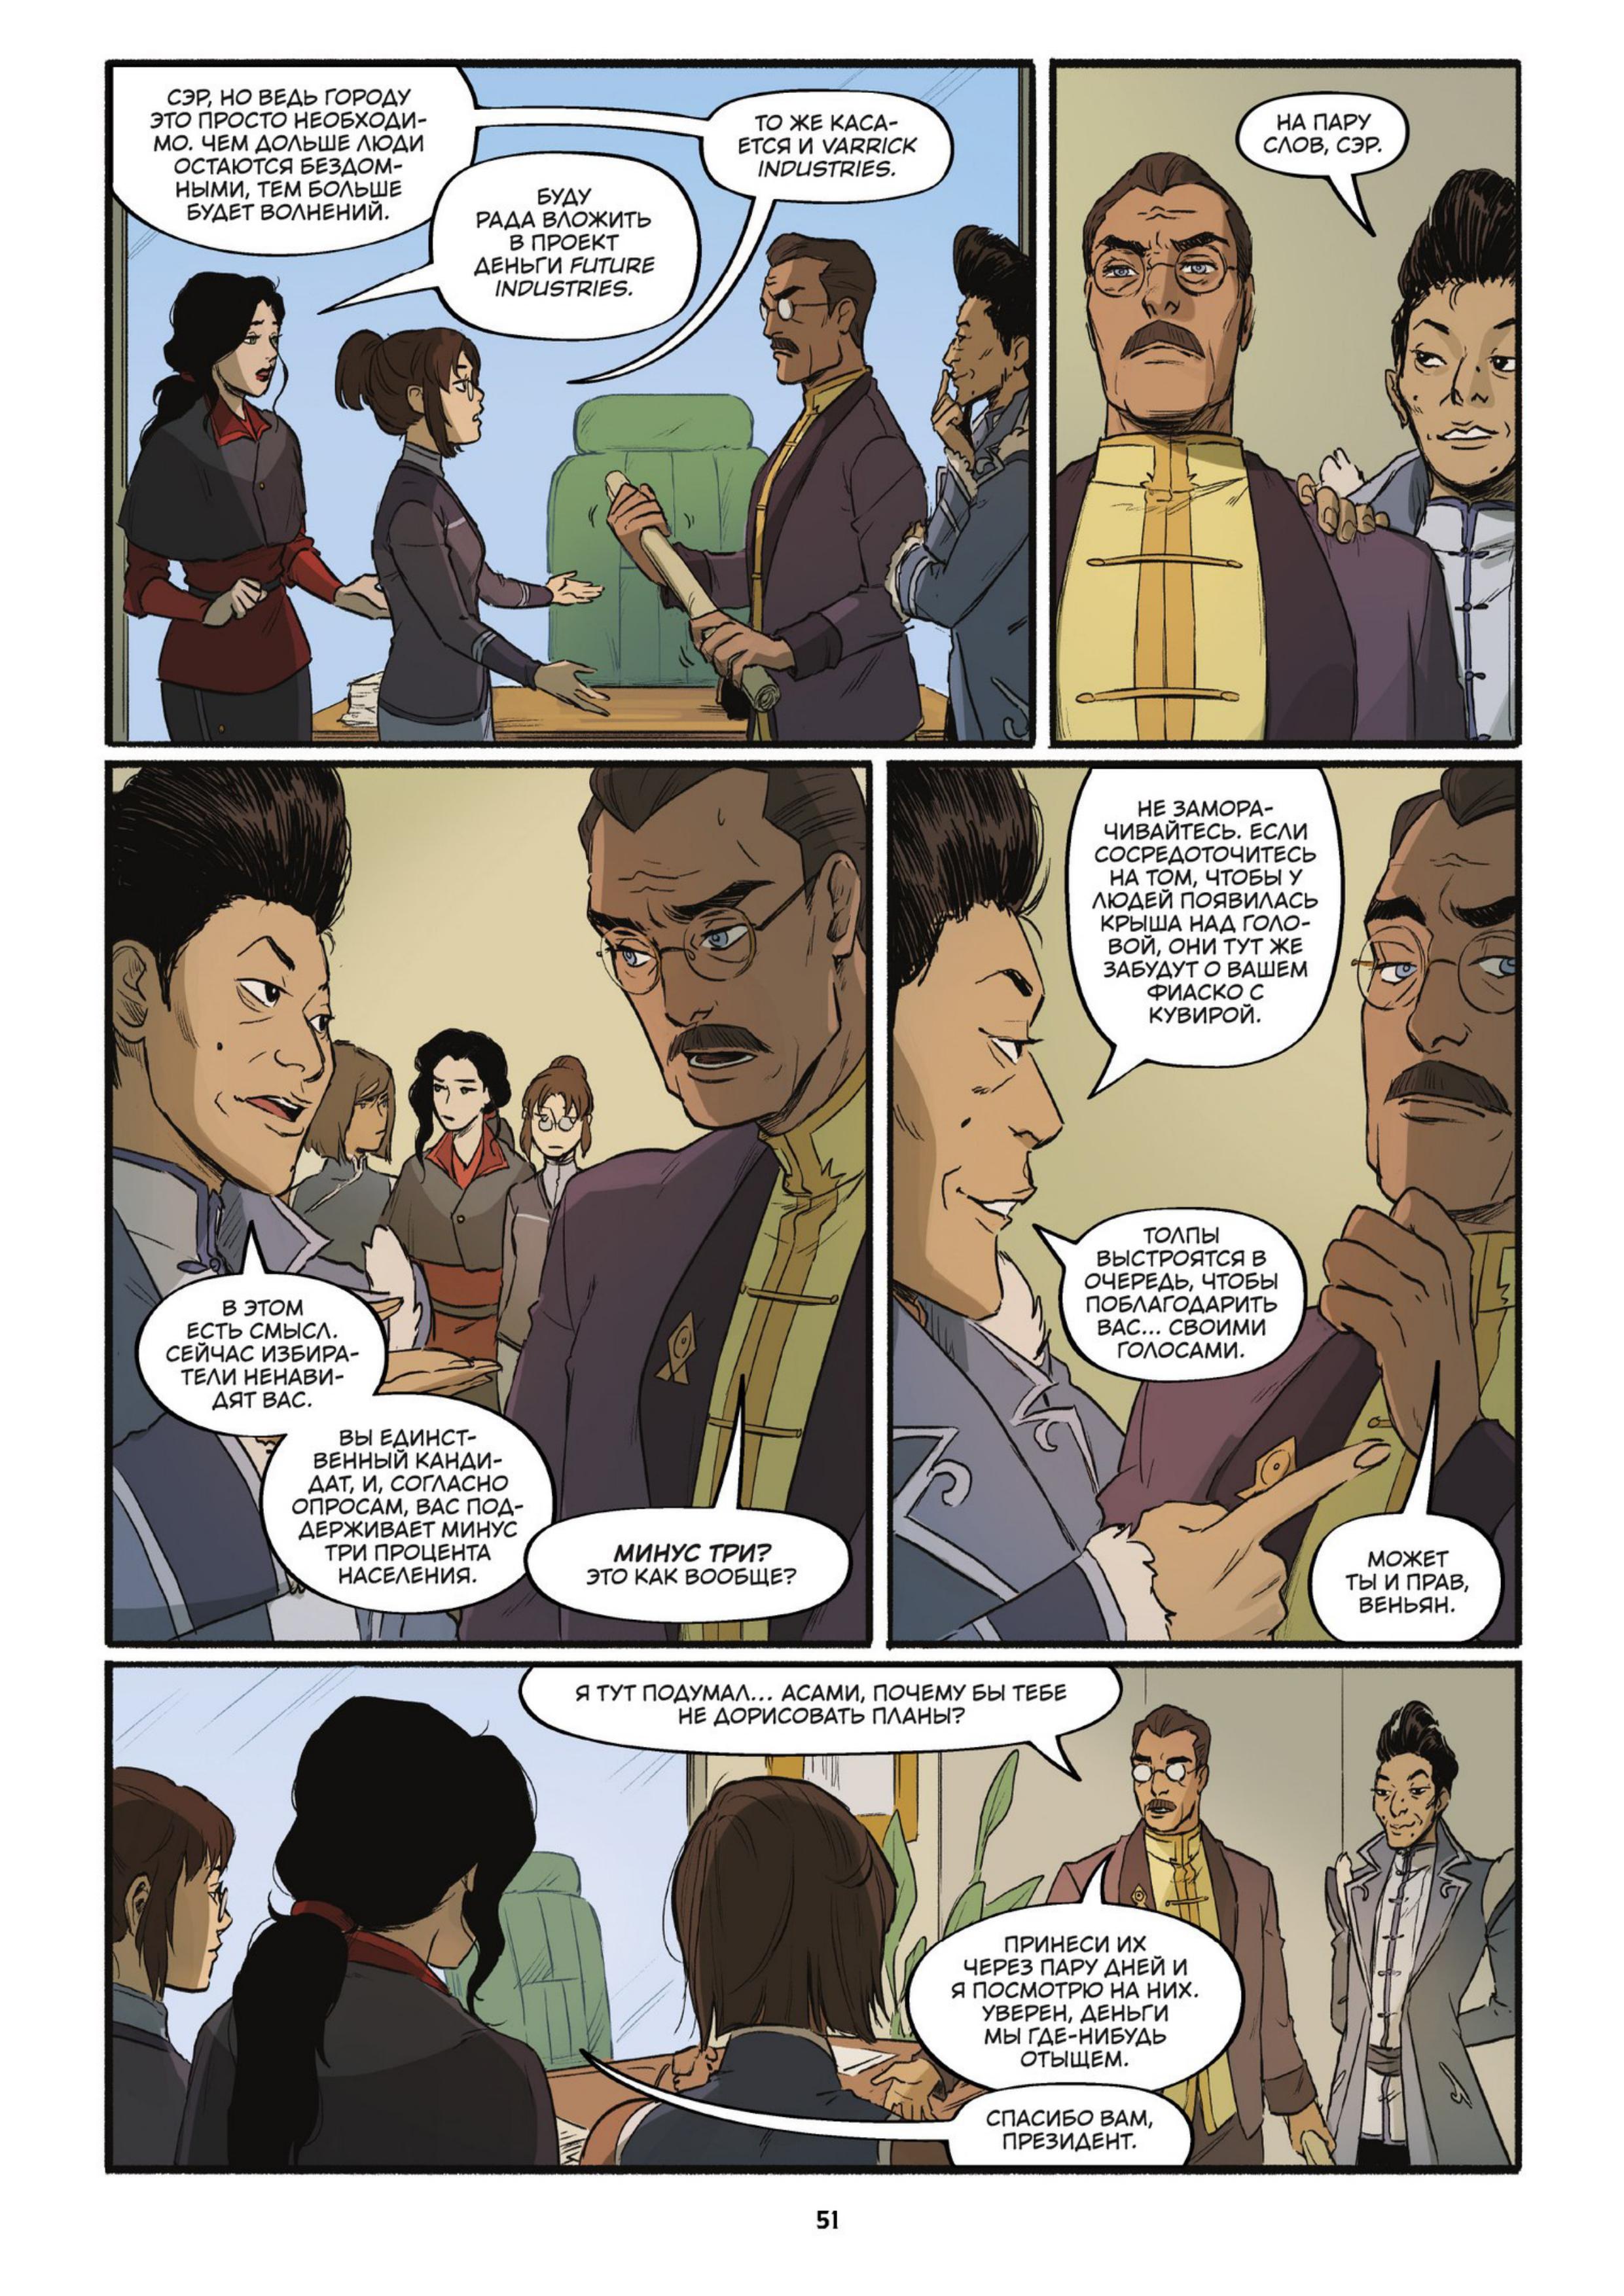 СЭР, НО ВЕДЬ ГОРОДУ
ЭТО ПРОСТО НЕОБХОДИ-
МО. ЧЕМ ДОЛЬШЕ ЛЮДИ
ОСТАЮТСЯ БЕЗДОМ-
НЫМИ, ТЕМ БОЛЬШЕ
БУДЕТ ВОЛНЕНИЙ.
БУДУ
РАДА ВЛОЖИТЬ
В ПРОЕКТ
ДЕНЬГИ FUTURE
INDUSTRIES.
ТО ЖЕ КАСА-
ЕТСЯ И VARRICK
INDUSTRIES.
НА ПАРУ
СЛОВ, СЭР.
В ЭТОМ
ЕСТЬ СМЫСЛ.
СЕЙЧАС ИЗБИРА-
ТЕЛИ НЕНАВИ-
ДЯТ ВАС.
ВЫ ЕДИНСТ-
ВЕННЫЙ КАНДИ-
ДАТ, И, СОГЛАСНО
ОПРОСАМ, ВАС ПОД-
ДЕРЖИВАЕТ МИНУС
ТРИ ПРОЦЕНТА
НАСЕЛЕНИЯ.
МИНУС ТРИ?
ЭТО КАК ВООБЩЕ?
НЕ ЗАМОРА-
ЧИВАЙТЕСЬ. ЕСЛИ
СОСРЕДОТОЧИТЕСЬ
НА ТОМ, ЧТОБЫ У
ЛЮДЕЙ ПОЯВИЛАСЬ
КРЫША НАД ГОЛО-
ВОЙ, ОНИ ТУТ ЖЕ
ЗАБУДУТ О ВАШЕМ
ФИАСКО С
КУВИРОЙ.
ТОЛПЫ
ВЫСТРОЯТСЯ В
ОЧЕРЕДЬ, ЧТОБЫ
ПОБЛАГОДАРИТЬ
ВАС... СВОИМИ
ГОЛОСАМИ.
МОЖЕТ
ТЫ И ПРАВ,
ВЕНЬЯН.
Я ТУТ ПОДУМАЛ... АСАМИ, ПОЧЕМУ БЫ ТЕБЕ
НЕ ДОРИСОВАТЬ ПЛАНЫ?
ПРИНЕСИ ИХ
ЧЕРЕЗ ПАРУ ДНЕЙ И
Я ПОСМОТРЮ НА НИХ.
УВЕРЕН, ДЕНЬГИ
МЫ ГДЕ-НИБУДЬ
ОТЫЩЕМ.
СПАСИБО ВАМ,
ПРЕЗИДЕНТ.
51